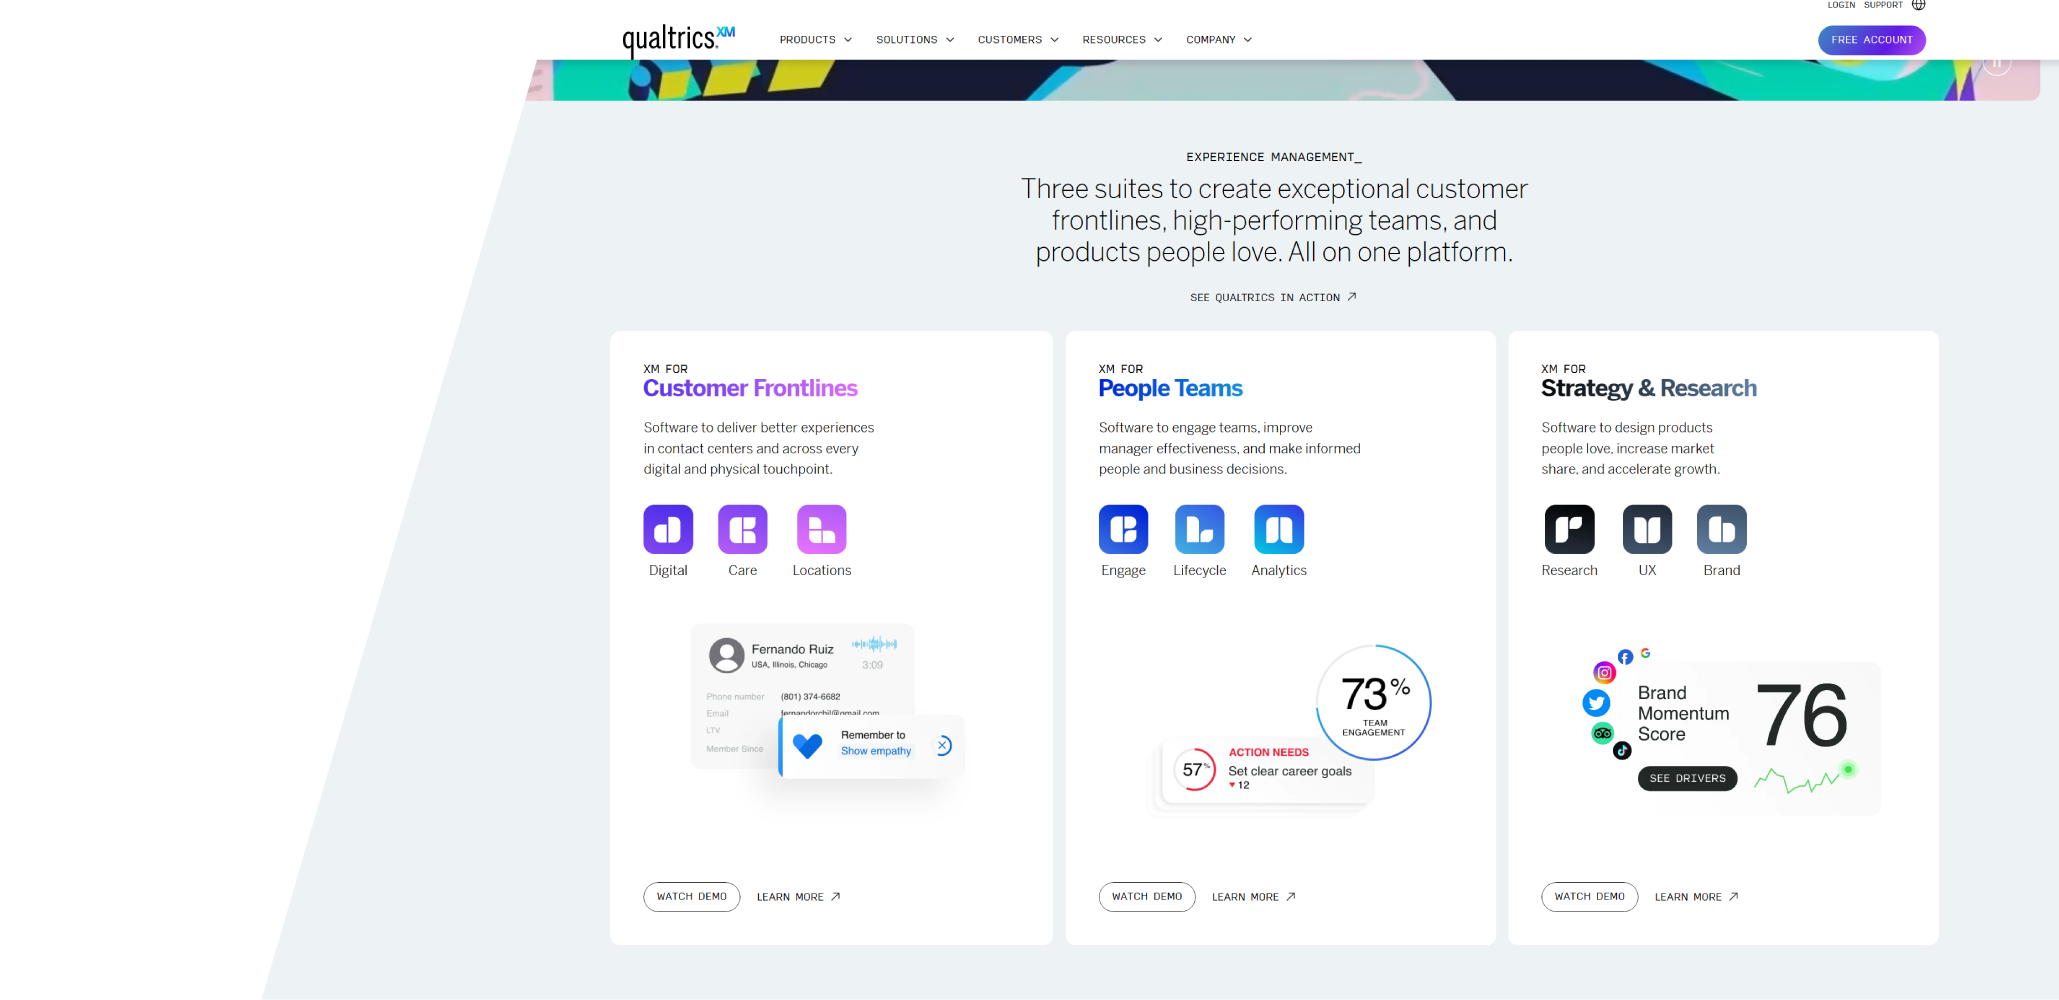 LOGIN SUPPORT
qualtrics XM
PRODUCTS SOLUTIONS CUSTOMERS RESOURCES COMPANY
FREE ACCOUNT
EXPERIENCE MANAGEMENT_
Three suites to create exceptional customer
frontlines, high-performing teams, and
products people love. All on one platform.
SEE QUALTRICS IN ACTION
XM FOR
Customer Frontlines
Software to deliver better experiences
in contact centers and across every
digital and physical touchpoint.
Digital Care Locations
Fernando Ruiz
USA, Illinois, Chicago
3:09
Phone number (801) 374-6682
Email fernandorchil@gmail.com
LTV
Member Since
Remember to
Show empathy
WATCH DEMO LEARN MORE
XM FOR
People Teams
Software to engage teams, improve
manager effectiveness, and make informed
people and business decisions.
Engage Lifecycle Analytics
73%
TEAM
ENGAGEMENT
57%
ACTION NEEDS
Set clear career goals
12
WATCH DEMO LEARN MORE
XM FOR
Strategy & Research
Software to design products
people love, increase market
share, and accelerate growth.
Research UX Brand
Brand
Momentum
Score
76
SEE DRIVERS
WATCH DEMO LEARN MORE